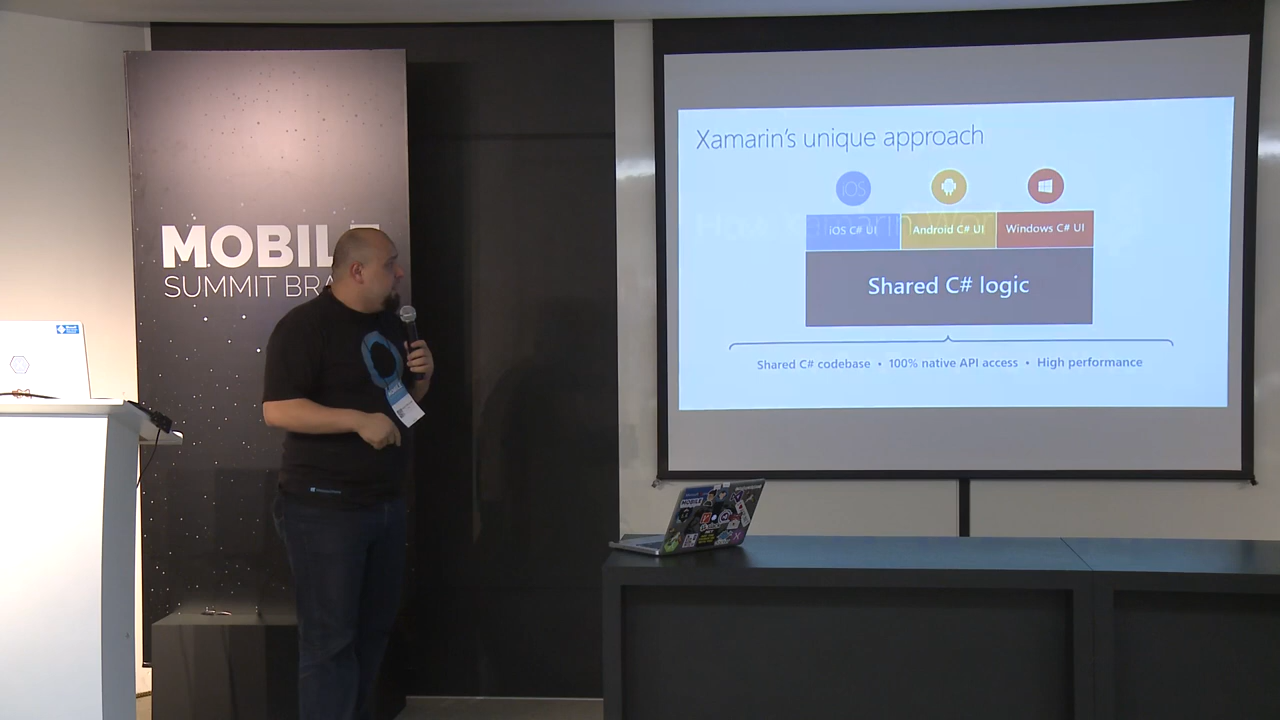 MOBILE
SUMMIT BRA
Xamarin's unique approach
iOS
iOS C# UI
Android C# UI
Windows C# UI
Shared C# logic
Shared C# codebase • 100% native API access • High performance
MOBILE